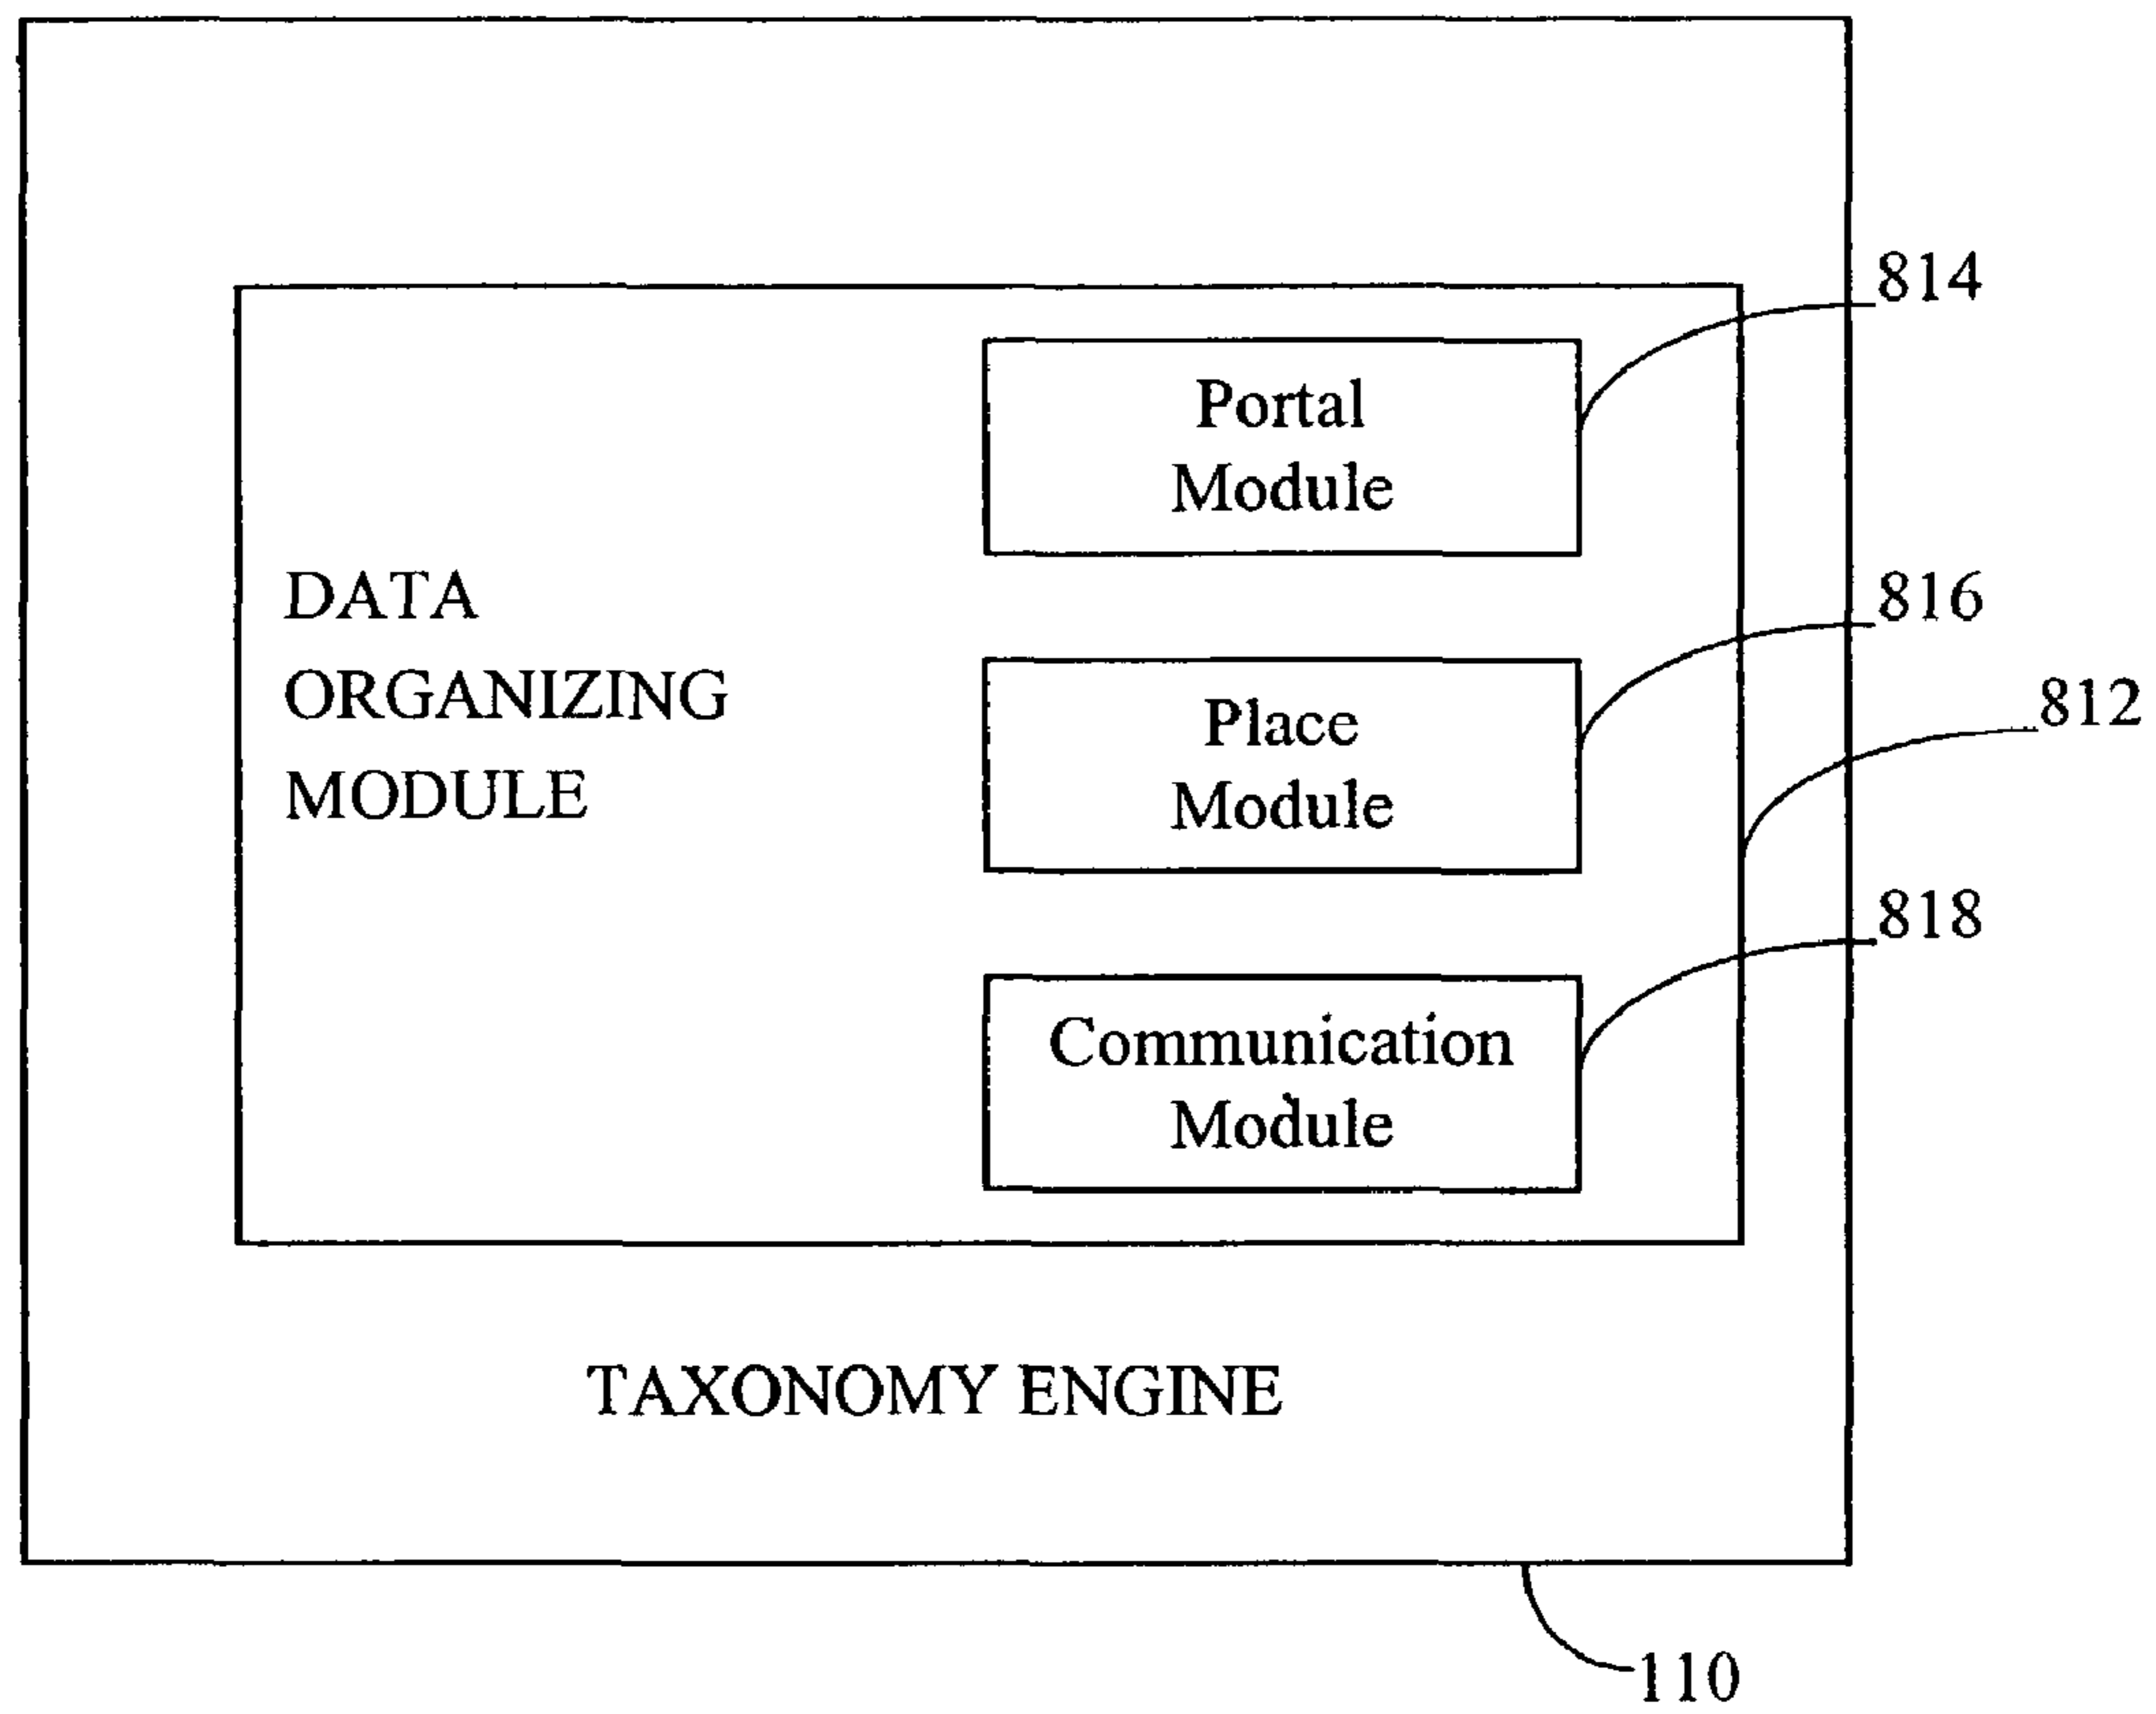 814
Portal
Module
DATA
ORGANIZING
MODULE
816
Place
Module
812
818
Communication
Module
TAXONOMY ENGINE
110